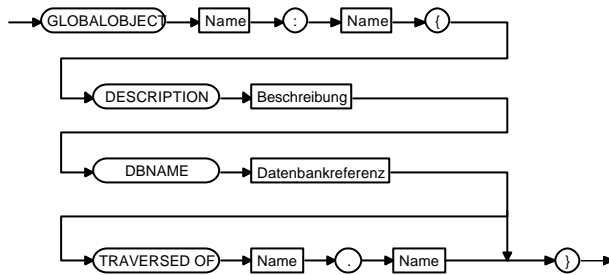 GLOBALOBJECT Name : Name {
DESCRIPTION Beschreibung
DBNAME Datenbankreferenz
TRAVERSED OF Name . Name }